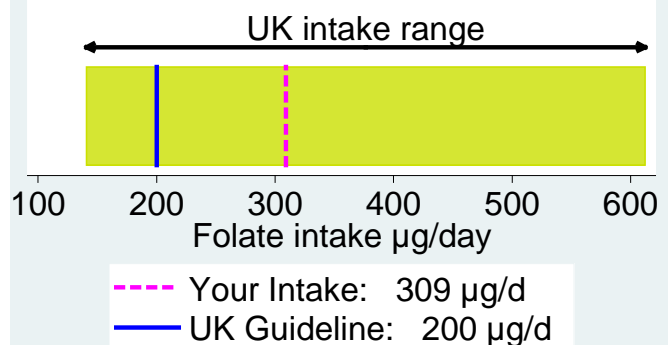 UK intake range
100 200 300 400 500 600
Folate intake µg/day
Your Intake: 309 µg/d
UK Guideline: 200 µg/d